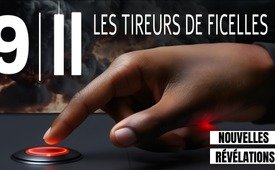 9|11
LES TIREURS DE FICELLES
NOUVELLES
RÉVÉLATIONS